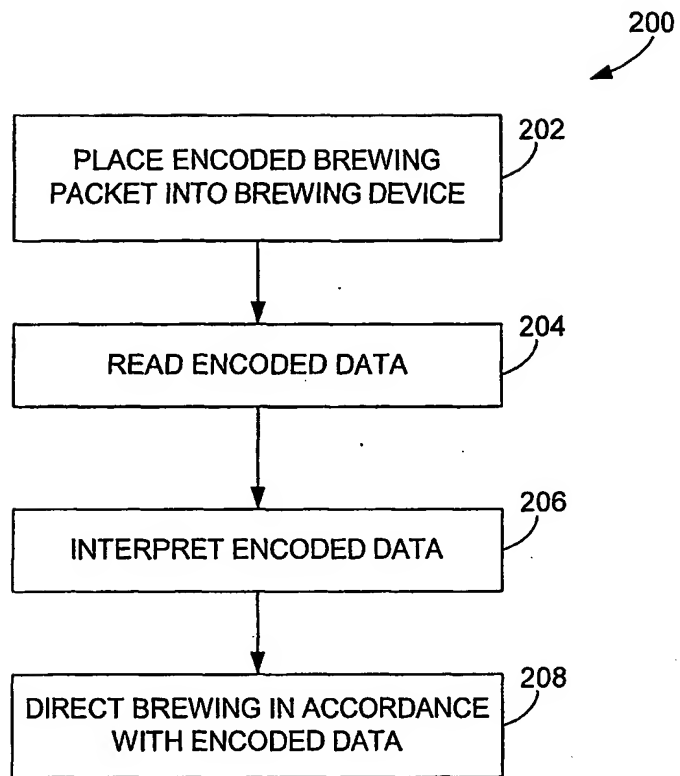 200
202
PLACE ENCODED BREWING
PACKET INTO BREWING DEVICE
204
READ ENCODED DATA
206
INTERPRET ENCODED DATA
208
DIRECT BREWING IN ACCORDANCE
WITH ENCODED DATA